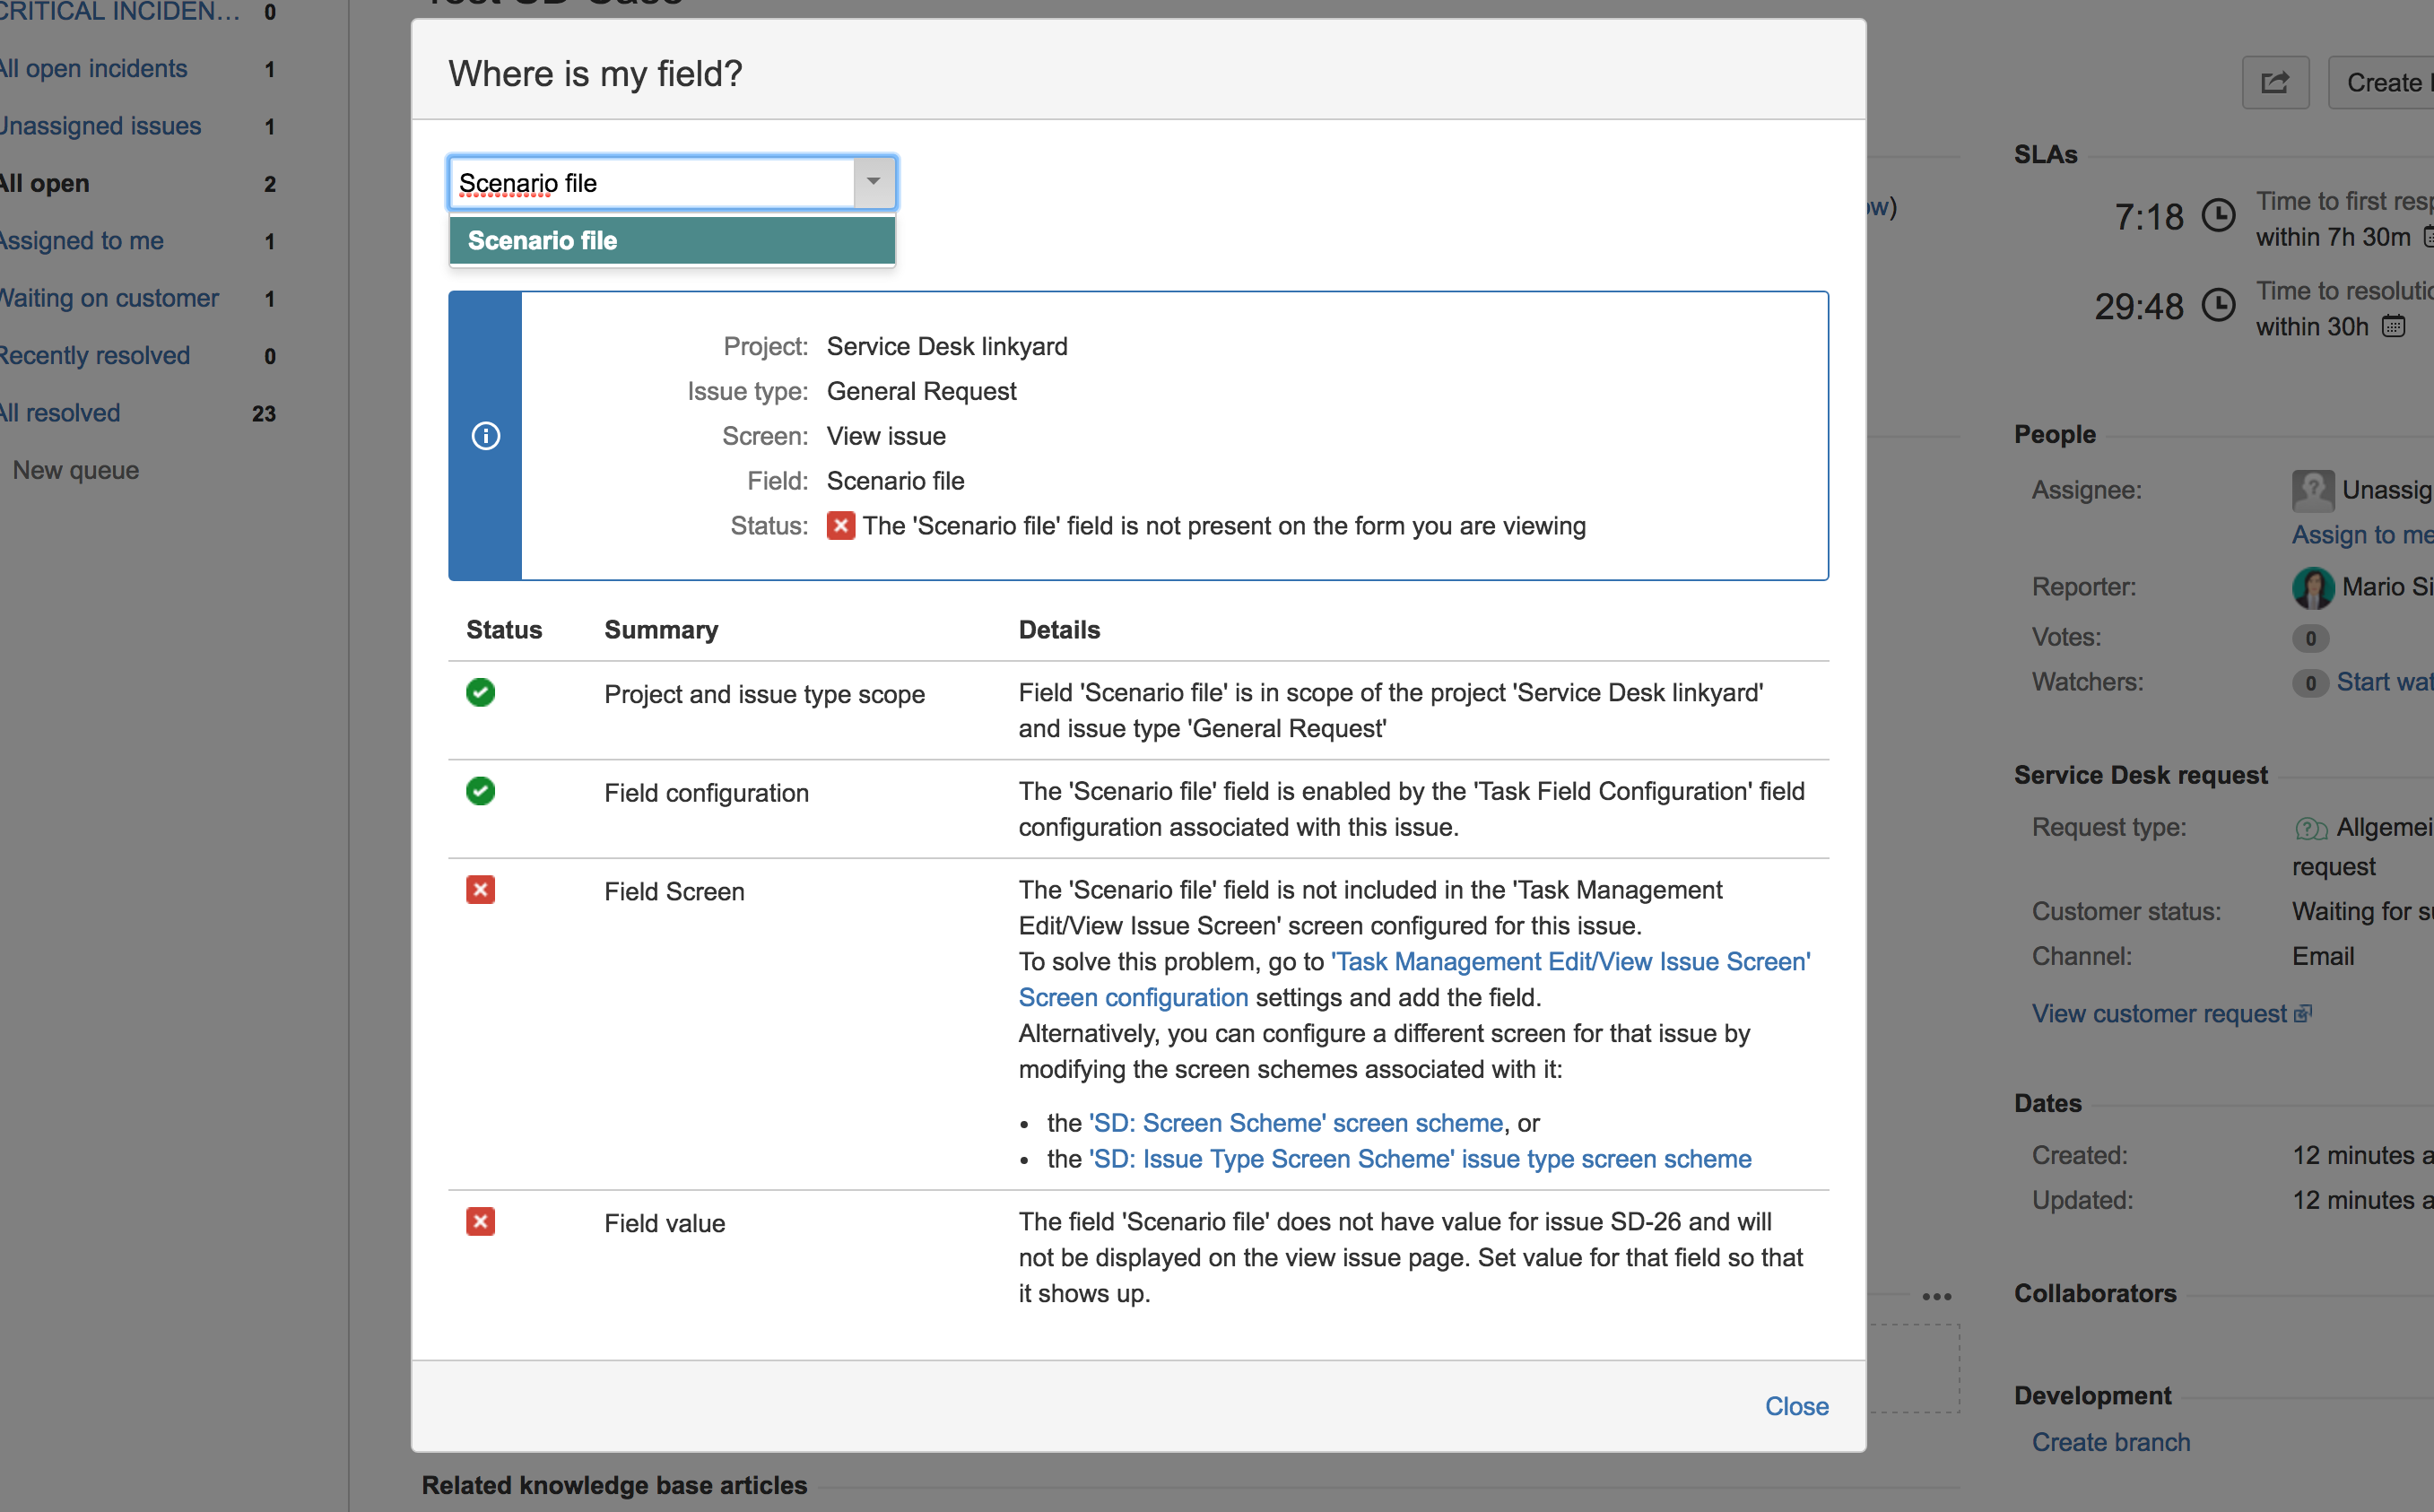 CRITICAL INCIDEN... 0
All open incidents 1
Unassigned issues 1
All open 2
Assigned to me 1
Waiting on customer 1
Recently resolved 0
All resolved 23
New queue
Where is my field?
Scenario file
Scenario file
Project: Service Desk linkyard
Issue type: General Request
Screen: View issue
Field: Scenario file
Status: The 'Scenario file' field is not present on the form you are viewing
Status Summary Details
Project and issue type scope
Field 'Scenario file' is in scope of the project 'Service Desk linkyard'
and issue type 'General Request'
Field configuration
The 'Scenario file' field is enabled by the 'Task Field Configuration' field
configuration associated with this issue.
Field Screen
The 'Scenario file' field is not included in the 'Task Management
Edit/View Issue Screen' screen configured for this issue.
To solve this problem, go to 'Task Management Edit/View Issue Screen'
Screen configuration settings and add the field.
Alternatively, you can configure a different screen for that issue by
modifying the screen schemes associated with it:
• the 'SD: Screen Scheme' screen scheme, or
• the 'SD: Issue Type Screen Scheme' issue type screen scheme
Field value
The field 'Scenario file' does not have value for issue SD-26 and will
not be displayed on the view issue page. Set value for that field so that
it shows up.
Close
Related knowledge base articles
ow)
Create
SLAs
7:18 Time to first resp
within 7h 30m
29:48 Time to resolutio
within 30h
People
Assignee: Unassig
Assign to me
Reporter: Mario Si
Votes: 0
Watchers: 0 Start wat
Service Desk request
Request type: Allgemei
request
Customer status: Waiting for su
Channel: Email
View customer request
Dates
Created: 12 minutes a
Updated: 12 minutes a
Collaborators
Development
Create branch